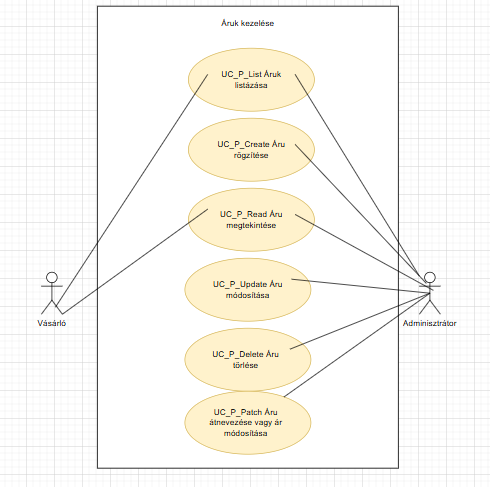 Áruk kezelése
UC_P_List Áruk
listázása
UC_P_Create Áru
rögzítése
UC_P_Read Áru
megtekintése
UC_P_Update Áru
módosítása
UC_P_Delete Áru
törlése
UC_P_Patch Áru
átnevezése vagy ár
módosítása
Vásárló
Adminisztrátor